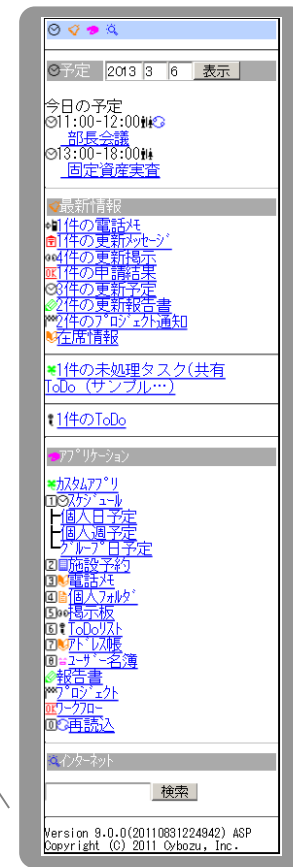 予定 2013 3 6 表示
今日の予定
11:00-12:00
部長会議
13:00-18:00
固定資産実査
最新情報
1件の電話ﾒﾓ
1件の更新ﾒｯｾｰｼﾞ
4件の更新掲示
OK1件の申請結果
3件の更新予定
2件の更新報告書
2件のﾌﾟﾛｼﾞｪｸﾄ通知
在席情報
1件の未処理タスク(共有
ToDo (サンプル…)
1件のToDo
ｱﾌﾟﾘｹｰｼｮﾝ
ｶｽﾀﾑｱﾌﾟﾘ
1ｽｹｼﾞｭｰﾙ
├個人日予定
├個人週予定
└ｸﾞﾙｰﾌﾟ日予定
2施設予約
3電話ﾒﾓ
4個人ﾌｫﾙﾀﾞ
5掲示板
6ToDoﾘｽﾄ
7ｱﾄﾞﾚｽ帳
8ﾕｰｻﾞｰ名簿
報告書
ﾌﾟﾛｼﾞｪｸﾄ
OKﾜｰｸﾌﾛｰ
0再読込
ｲﾝﾀｰﾈｯﾄ
検索
Version 9.0.0(20110831224942) ASP
Copyright (C) 2011 Cybozu, Inc.